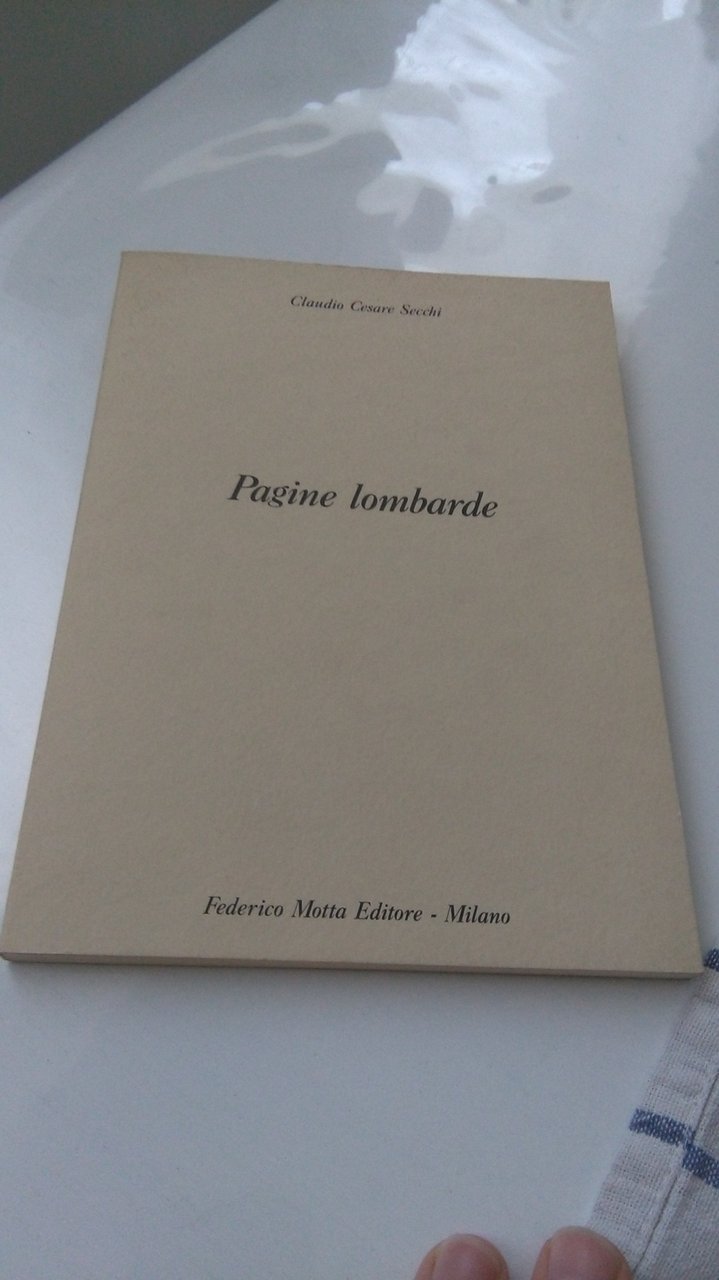 Claudio Cesare Secchi
Pagine lombarde
Federico Motta Editore - Milano